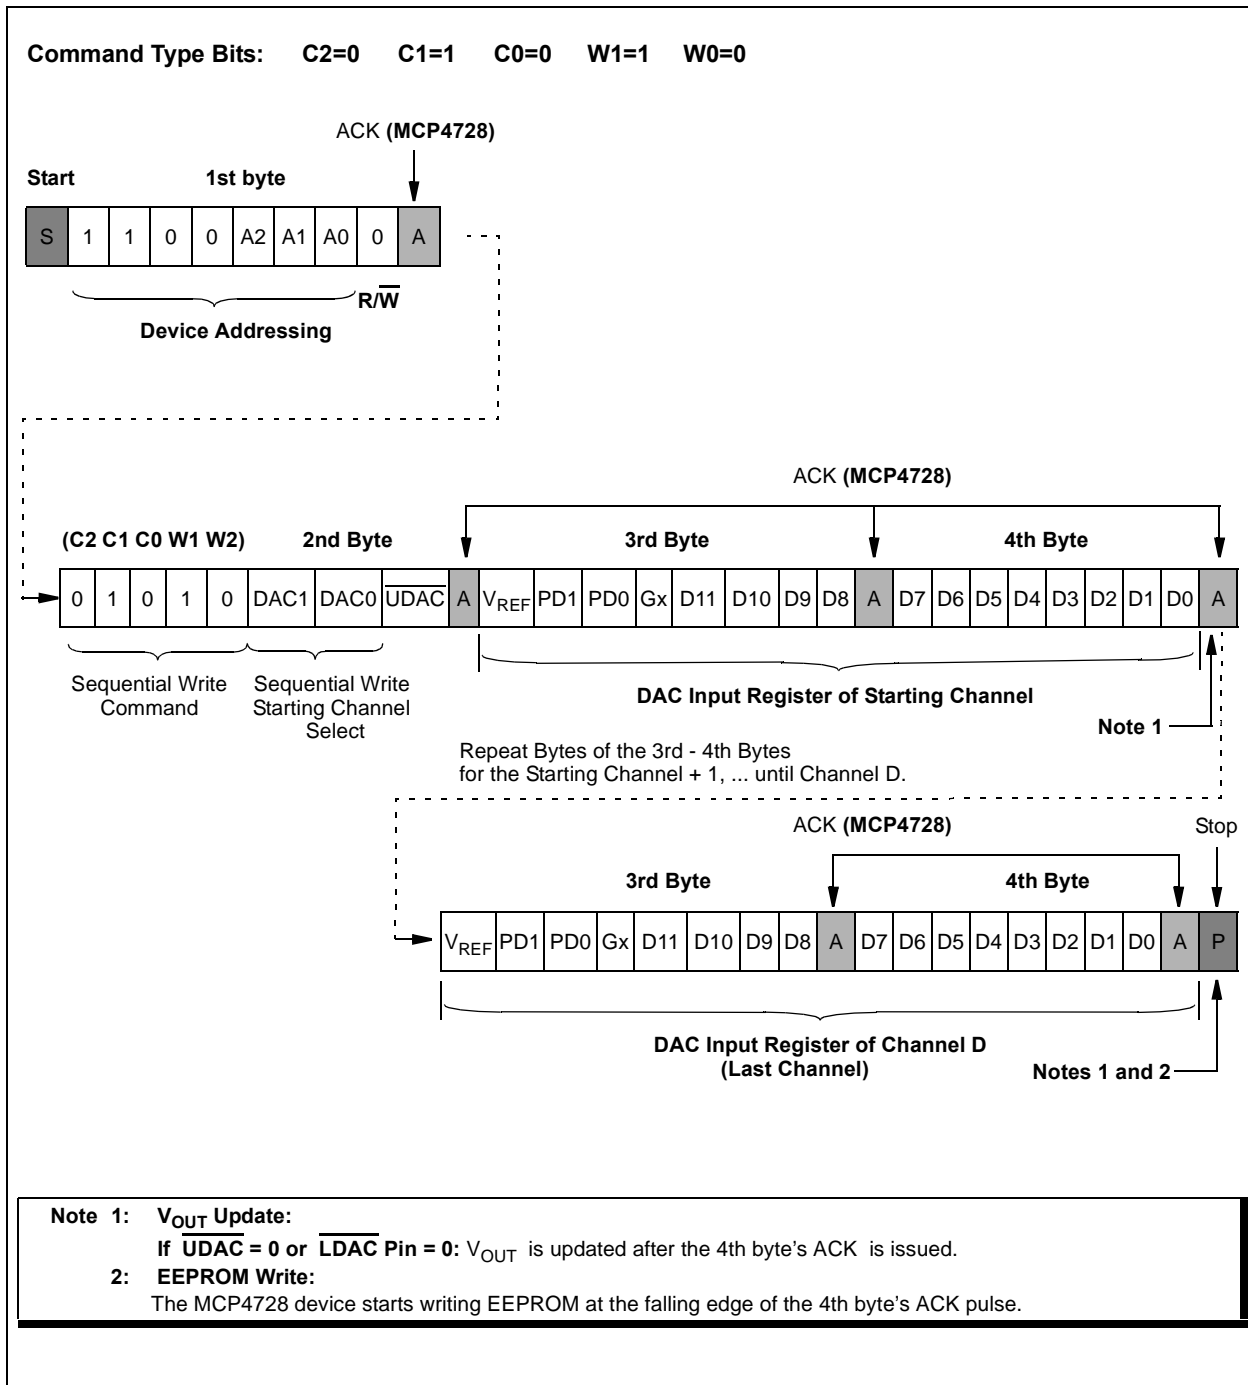 Command Type Bits: C2=0 C1=1 C0=0 W1=1 W0=0
ACK (MCP4728)
Start 1st byte
S 1 1 0 0 A2 A1 A0 0 A
R/W̅
Device Addressing
ACK (MCP4728)
(C2 C1 C0 W1 W2) 2nd Byte 3rd Byte 4th Byte
0 1 0 1 0 DAC1 DAC0 U̅D̅A̅C̅ A VREF PD1 PD0 Gx D11 D10 D9 D8 A D7 D6 D5 D4 D3 D2 D1 D0 A
Sequential Write Sequential Write
Command Starting Channel
Select
DAC Input Register of Starting Channel
Note 1
Repeat Bytes of the 3rd - 4th Bytes
for the Starting Channel + 1, ... until Channel D.
ACK (MCP4728) Stop
3rd Byte 4th Byte
VREF PD1 PD0 Gx D11 D10 D9 D8 A D7 D6 D5 D4 D3 D2 D1 D0 A P
DAC Input Register of Channel D
(Last Channel)
Notes 1 and 2
Note 1: VOUT Update:
If U̅D̅A̅C̅ = 0 or L̅D̅A̅C̅ Pin = 0: VOUT is updated after the 4th byte's ACK is issued.
2: EEPROM Write:
The MCP4728 device starts writing EEPROM at the falling edge of the 4th byte's ACK pulse.